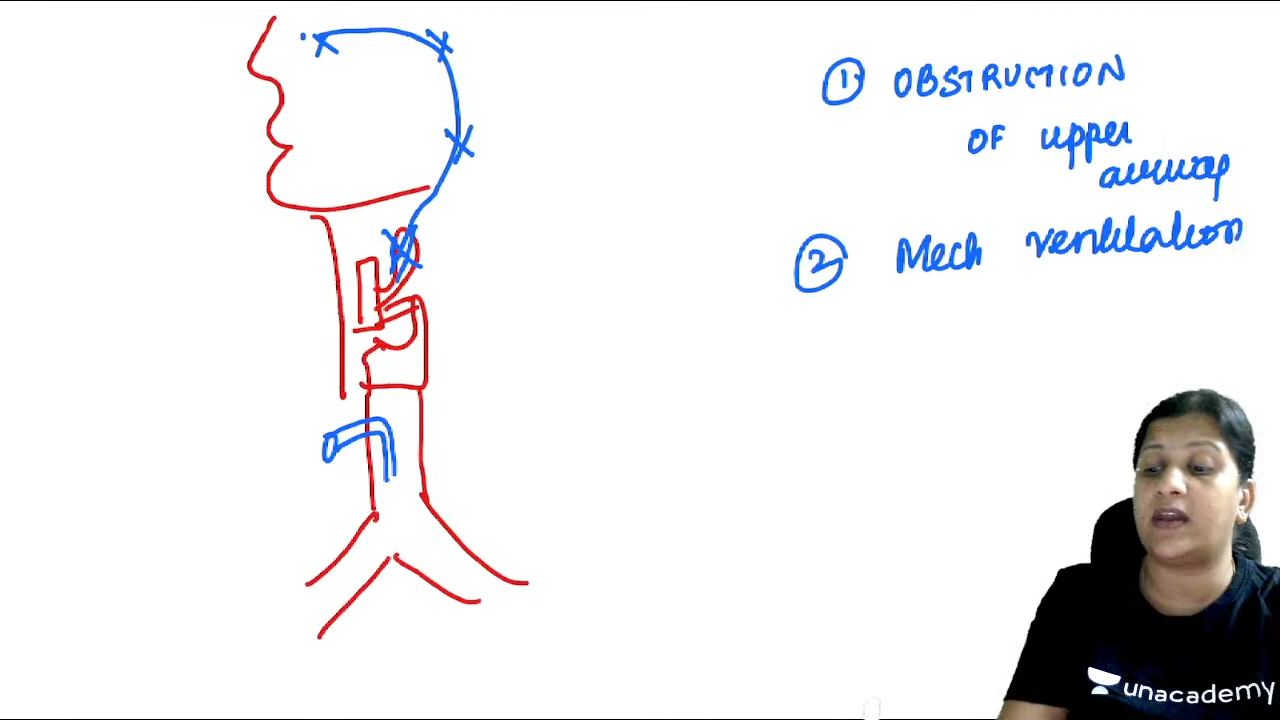 ① OBSTRUCTION
OF upper
airway
② Mech ventilation
unacademy